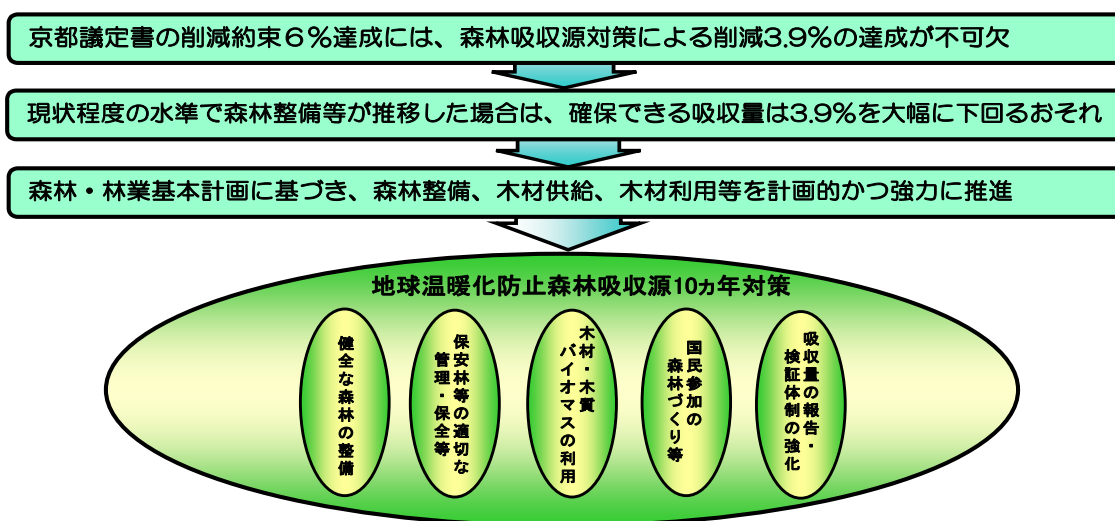 京都議定書の削減約束６％達成には、森林吸収源対策による削減3.9％の達成が不可欠
現状程度の水準で森林整備等が推移した場合は、確保できる吸収量は3.9％を大幅に下回るおそれ
森林・林業基本計画に基づき、森林整備、木材供給、木材利用等を計画的かつ強力に推進
地球温暖化防止森林吸収源10ヵ年対策
健全な森林の整備
保安林等の適切な
管理・保全等
木材・木質
バイオマスの利用
国民参加の
森林づくり等
吸収量の報告・
検証体制の強化